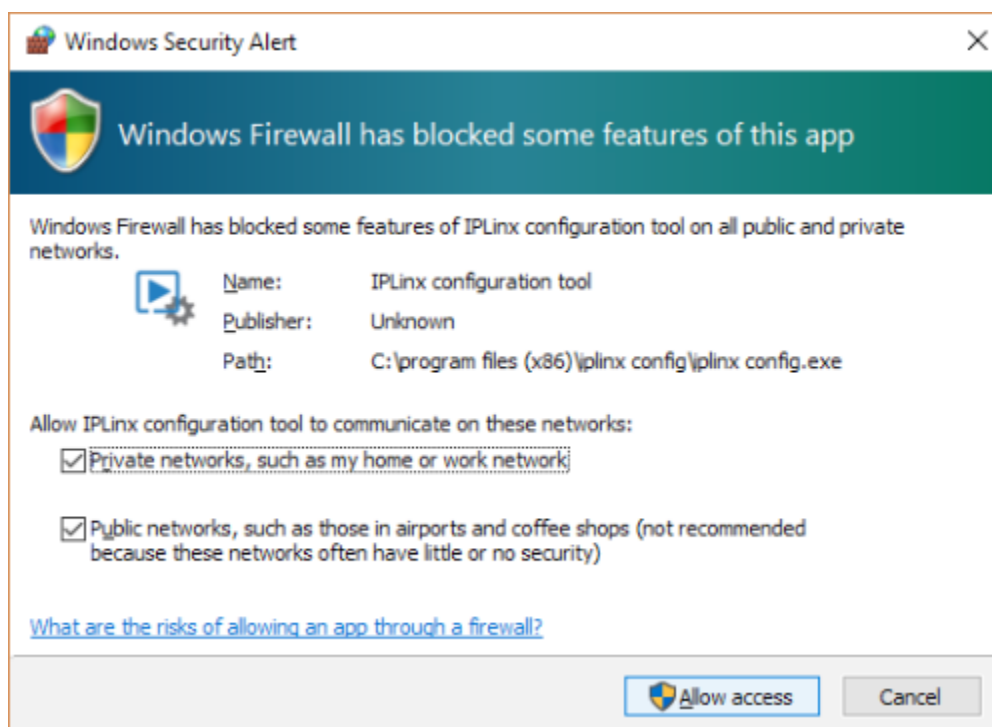 Windows Security Alert
Windows Firewall has blocked some features of this app
Windows Firewall has blocked some features of IPLinx configuration tool on all public and private
networks.
Name: IPLinx configuration tool
Publisher: Unknown
Path: C:\program files (x86)\iplinx config\iplinx config.exe
Allow IPLinx configuration tool to communicate on these networks:
Private networks, such as my home or work network
Public networks, such as those in airports and coffee shops (not recommended
because these networks often have little or no security)
What are the risks of allowing an app through a firewall?
Allow access Cancel